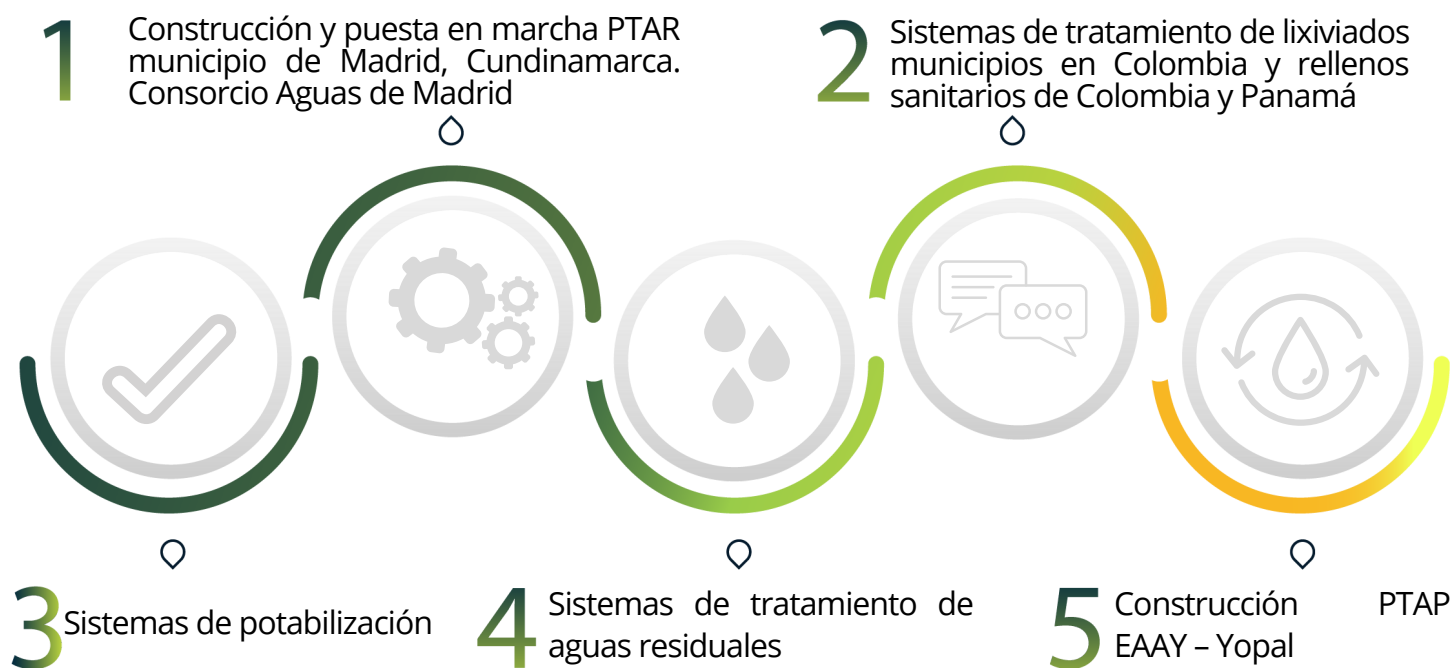 1
Construcción y puesta en marcha PTAR
municipio de Madrid, Cundinamarca.
Consorcio Aguas de Madrid
2
Sistemas de tratamiento de lixiviados
municipios en Colombia y rellenos
sanitarios de Colombia y Panamá
3
Sistemas de potabilización
4
Sistemas de tratamiento de
aguas residuales
5
Construcción PTAP
EAAY – Yopal